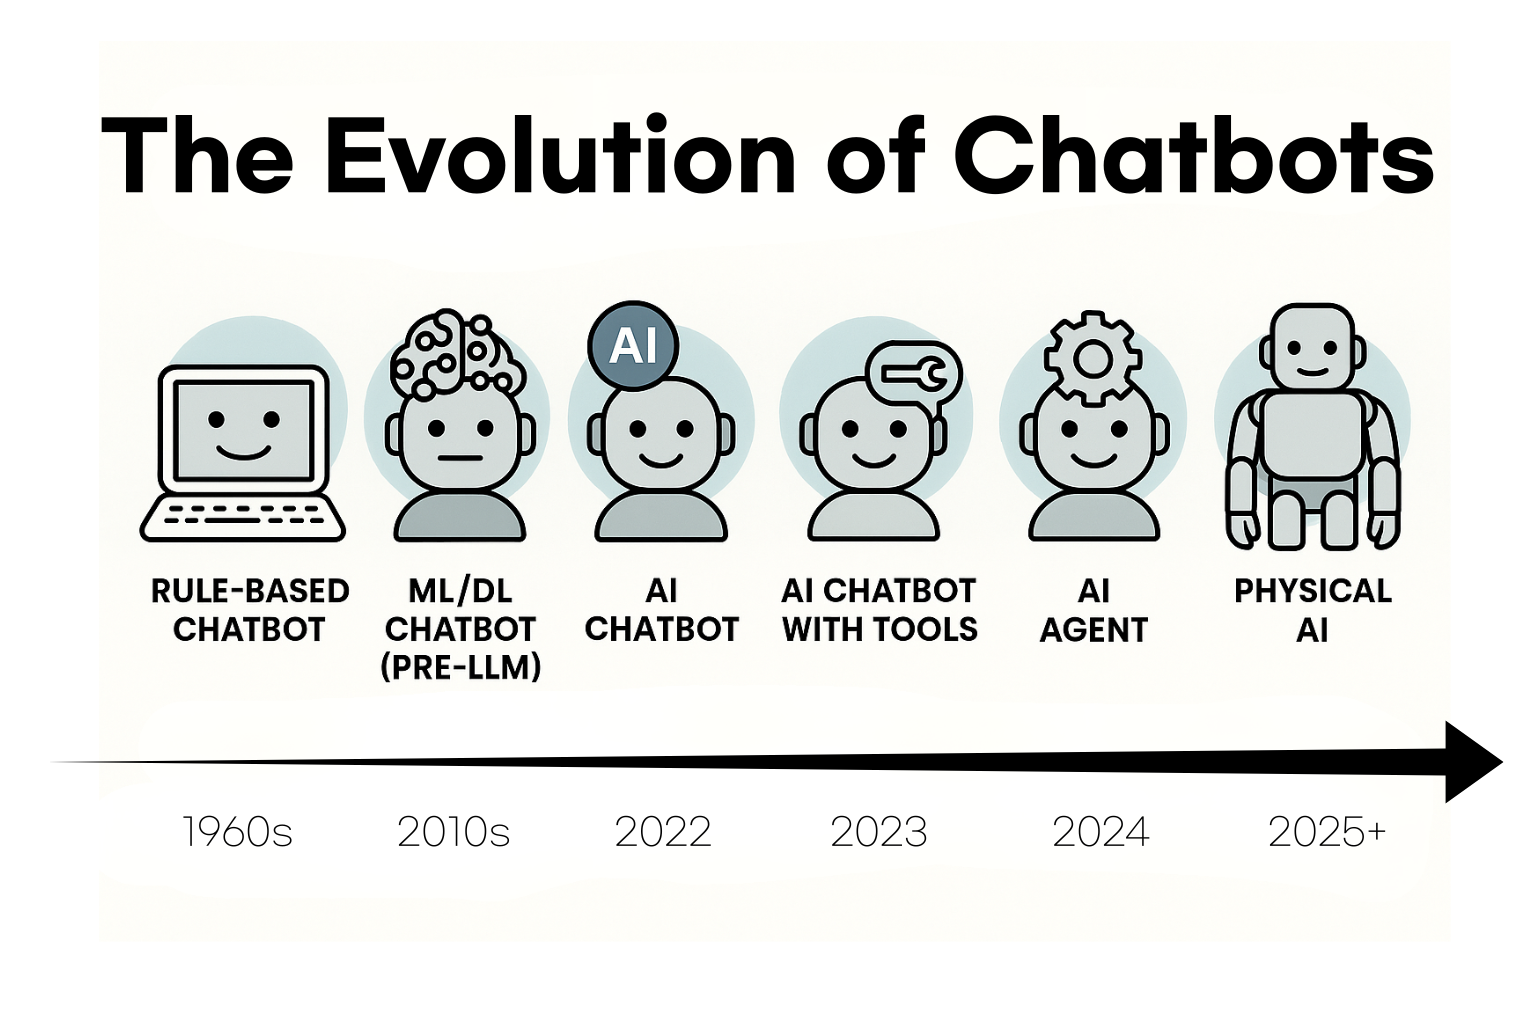 The Evolution of Chatbots
AI
RULE-BASED
CHATBOT
ML/DL
CHATBOT
(PRE-LLM)
AI
CHATBOT
AI CHATBOT
WITH TOOLS
AI
AGENT
PHYSICAL
AI
1960s
2010s
2022
2023
2024
2025+